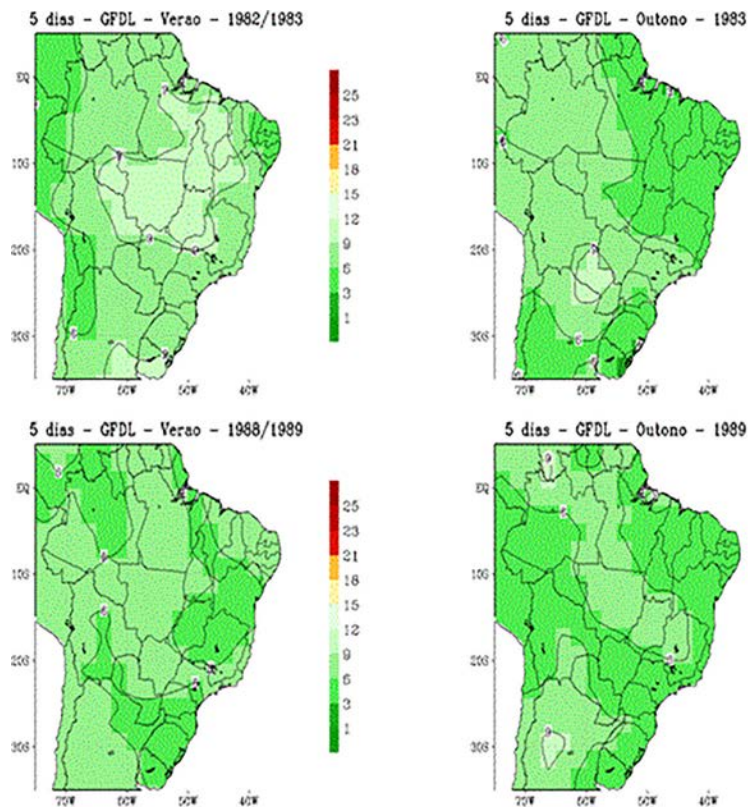 5 dias - GFDL - Verao - 1982/1983
5 dias - GFDL - Outono - 1983
EQ
10S
20S
30S
70W
60W
50W
40W
25
23
21
18
15
12
9
6
3
1
EQ
10S
20S
30S
70W
60W
50W
40W
5 dias - GFDL - Verao - 1988/1989
5 dias - GFDL - Outono - 1989
EQ
10S
20S
30S
70W
60W
50W
40W
25
23
21
18
15
12
9
6
3
1
EQ
10S
20S
30S
70W
60W
50W
40W